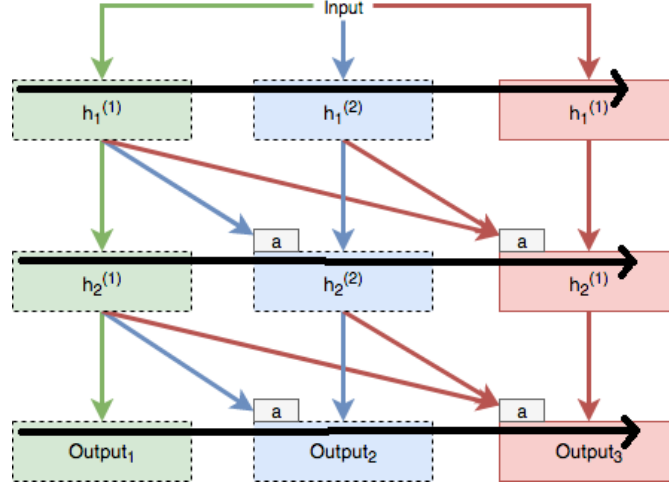 Input
h₁⁽¹⁾ h₁⁽²⁾ h₁⁽¹⁾
a a
h₂⁽¹⁾ h₂⁽²⁾ h₂⁽¹⁾
a a
Output₁ Output₂ Output₃